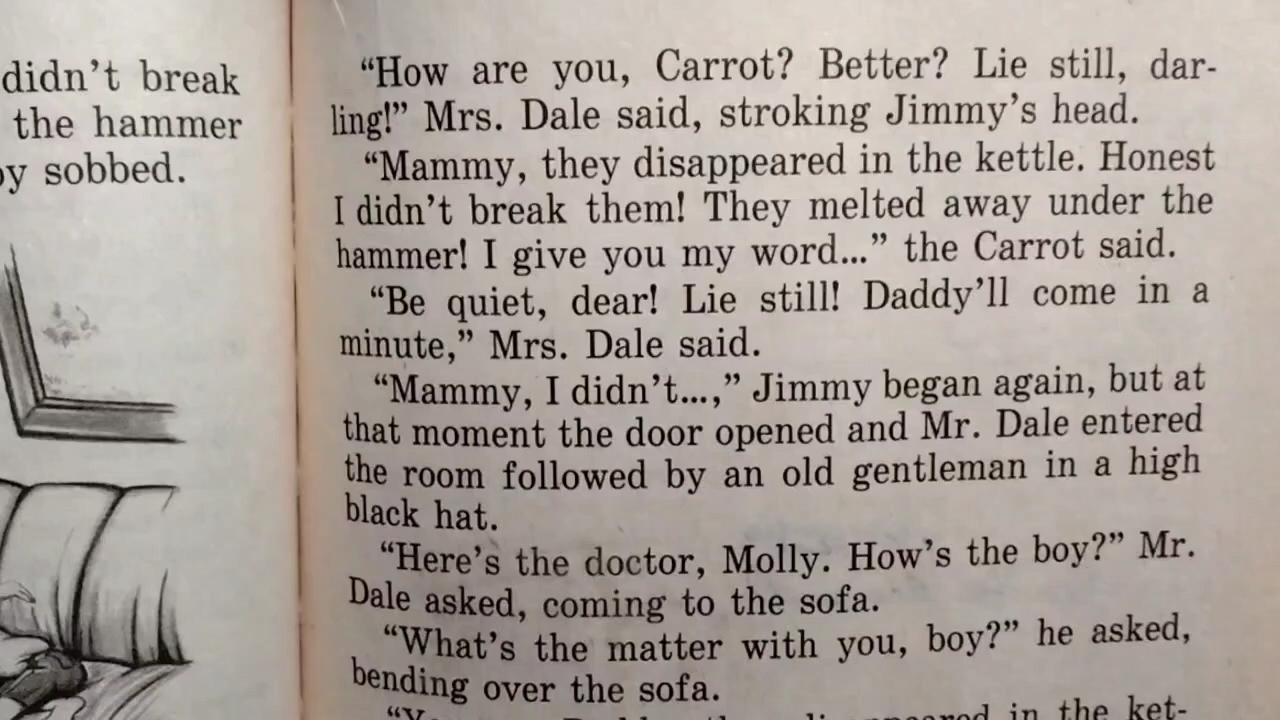 didn't break
the hammer
sobbed.
“How are you, Carrot? Better? Lie still, dar-
ling!” Mrs. Dale said, stroking Jimmy's head.
“Mammy, they disappeared in the kettle. Honest
I didn't break them! They melted away under the
hammer! I give you my word...” the Carrot said.
“Be quiet, dear! Lie still! Daddy'll come in a
minute,” Mrs. Dale said.
“Mammy, I didn't...,” Jimmy began again, but at
that moment the door opened and Mr. Dale entered
the room followed by an old gentleman in a high
black hat.
“Here's the doctor, Molly. How's the boy?” Mr.
Dale asked, coming to the sofa.
“What's the matter with you, boy?” he asked,
bending over the sofa.
in the ket-